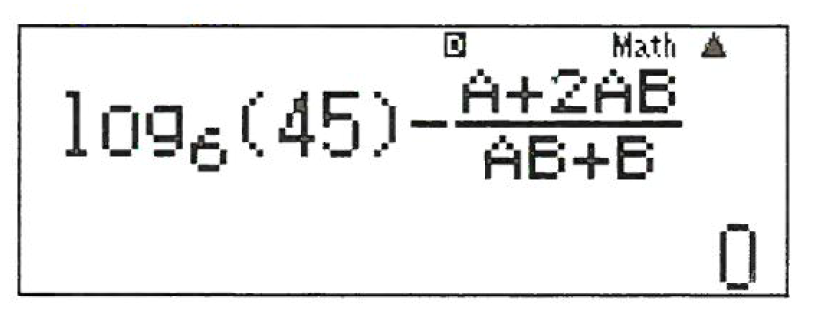 D Math ▲
log₆(45)-
A+2AB
AB+B
0